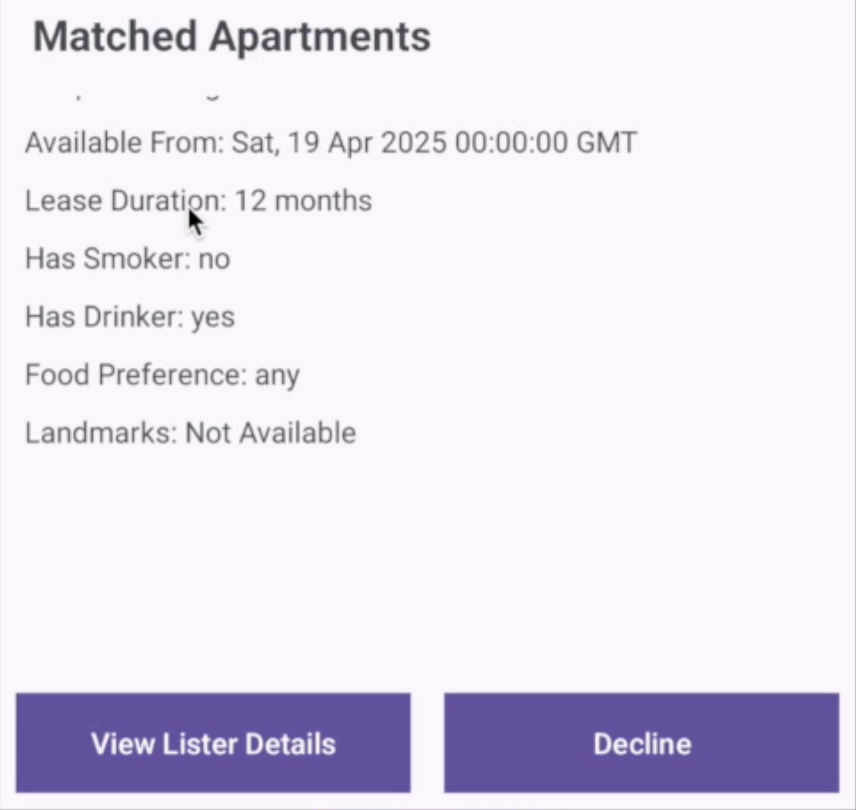 Matched Apartments
Available From: Sat, 19 Apr 2025 00:00:00 GMT
Lease Duration: 12 months
Has Smoker: no
Has Drinker: yes
Food Preference: any
Landmarks: Not Available
View Lister Details
Decline